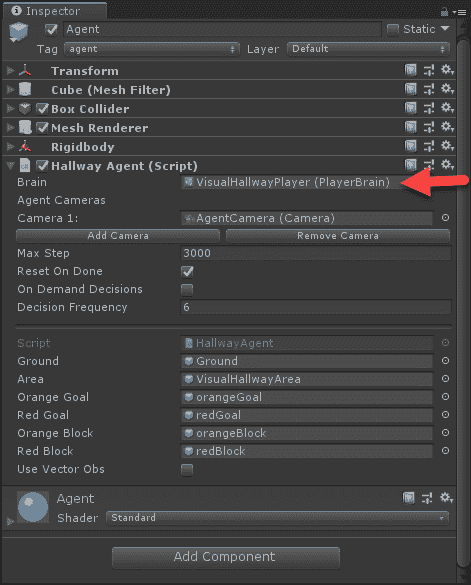 Inspector
Agent Static
Tag agent Layer Default
Transform
Cube (Mesh Filter)
Box Collider
Mesh Renderer
Rigidbody
Hallway Agent (Script)
Brain VisualHallwayPlayer (PlayerBrain)
Agent Cameras
Camera 1: AgentCamera (Camera)
Add Camera Remove Camera
Max Step 3000
Reset On Done
On Demand Decisions
Decision Frequency 6
Script HallwayAgent
Ground Ground
Area VisualHallwayArea
Orange Goal orangeGoal
Red Goal redGoal
Orange Block orangeBlock
Red Block redBlock
Use Vector Obs
Agent
Shader Standard
Add Component